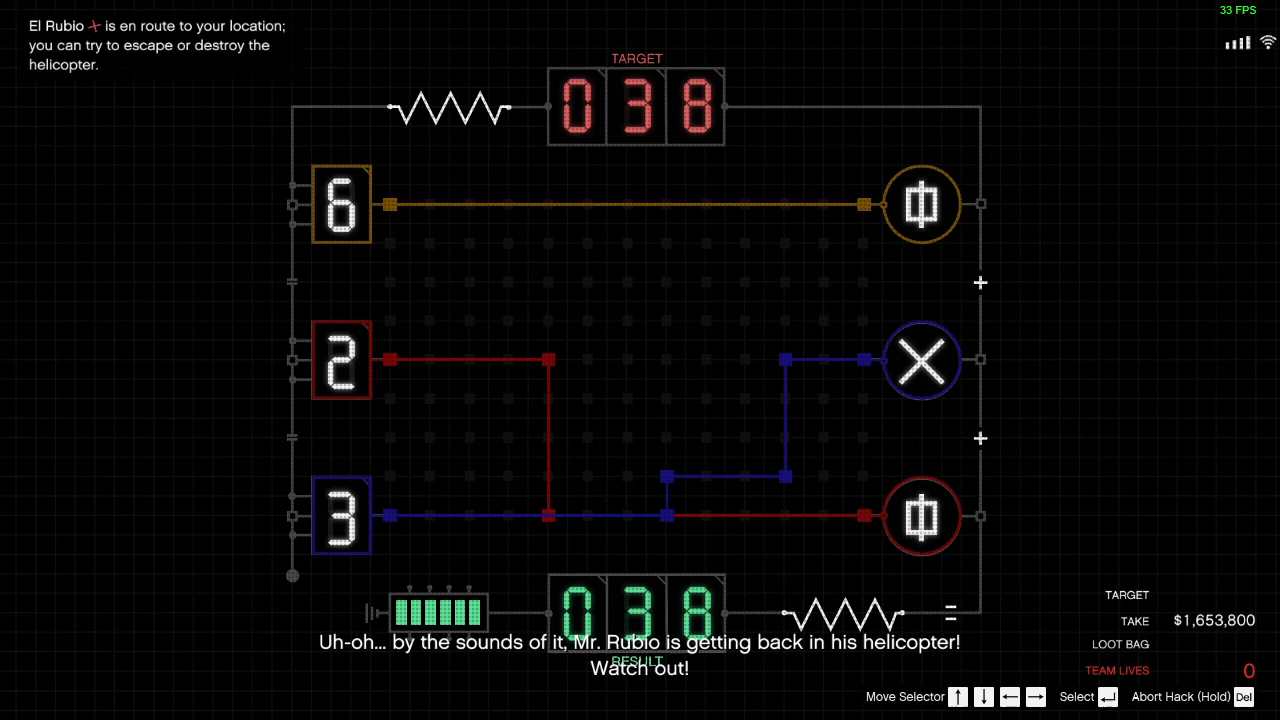 33 FPS
El Rubio is en route to your location;
you can try to escape or destroy the
helicopter.
TARGET
038
6
2
3
038
RESULT
Uh-oh... by the sounds of it, Mr. Rubio is getting back in his helicopter!
Watch out!
TARGET
TAKE $1,653,800
LOOT BAG
TEAM LIVES 0
Move Selector ↑ ↓ ← → Select Abort Hack (Hold) Del